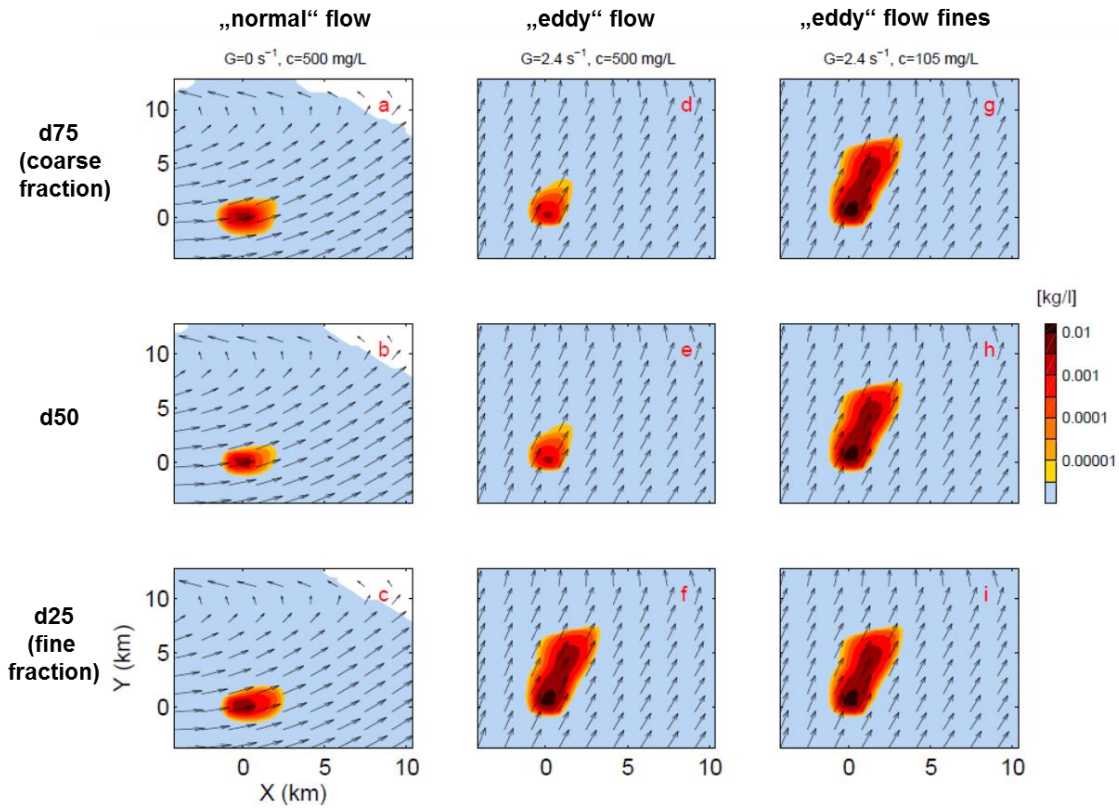 „normal“ flow
„eddy“ flow
„eddy“ flow fines
G=0 s⁻¹, c=500 mg/L
G=2.4 s⁻¹, c=500 mg/L
G=2.4 s⁻¹, c=105 mg/L
d75
(coarse
fraction)
10
5
0
a
d
g
d50
10
5
0
b
e
h
[kg/l]
0.01
0.001
0.0001
0.00001
d25
(fine
fraction)
Y (km)
10
5
0
c
f
i
0 5 10
0 5 10
0 5 10
X (km)